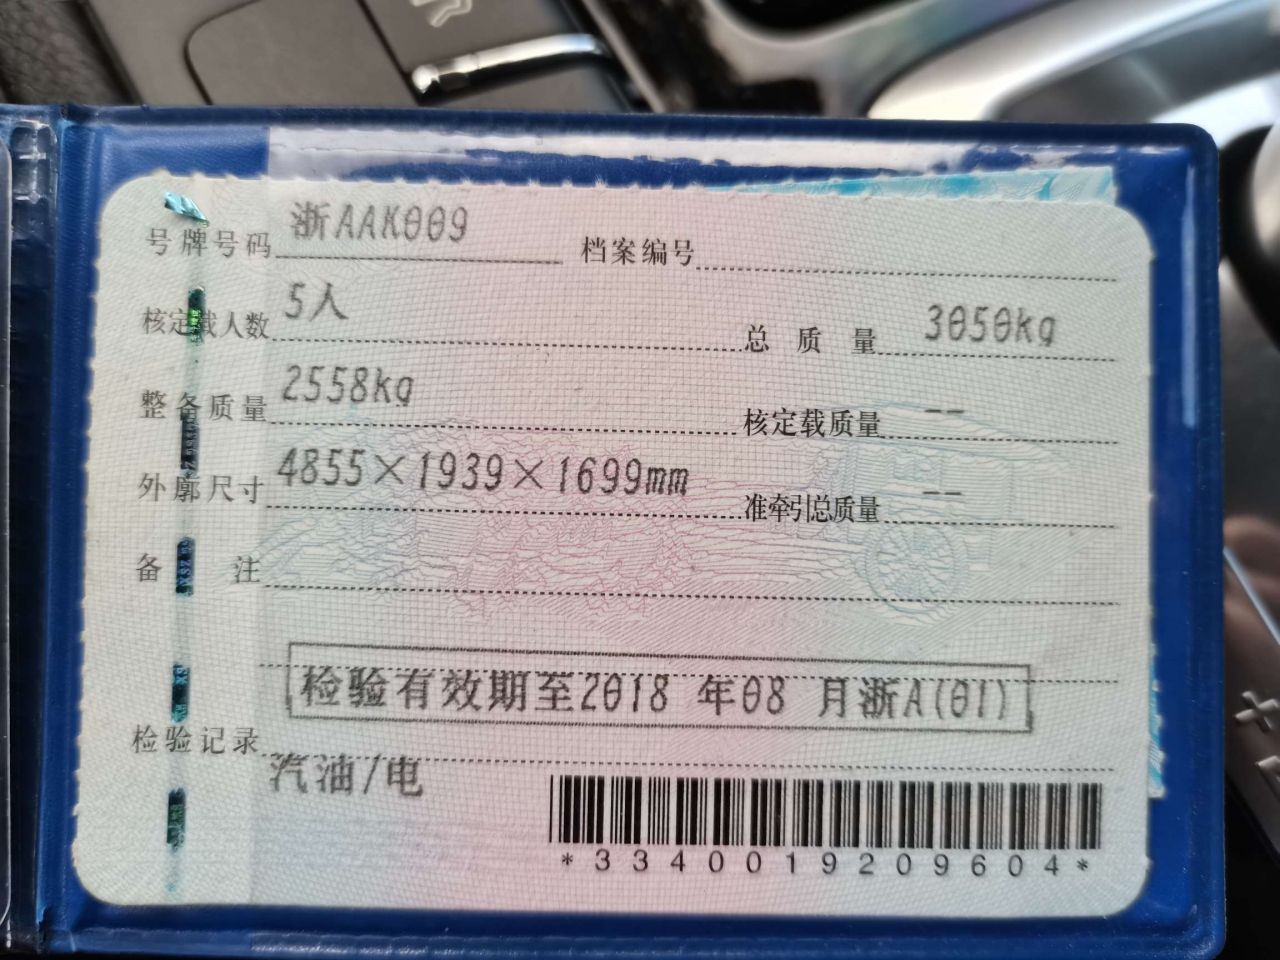 号牌号码 浙AAK009 档案编号
核定载人数 5人 总质量 3050kg
整备质量 2558kg 核定载质量 --
外廓尺寸 4855×1939×1699mm 准牵引总质量 --
备注
检验有效期至2018 年08 月浙A(01)
检验记录
汽油/电
*3340019209604*